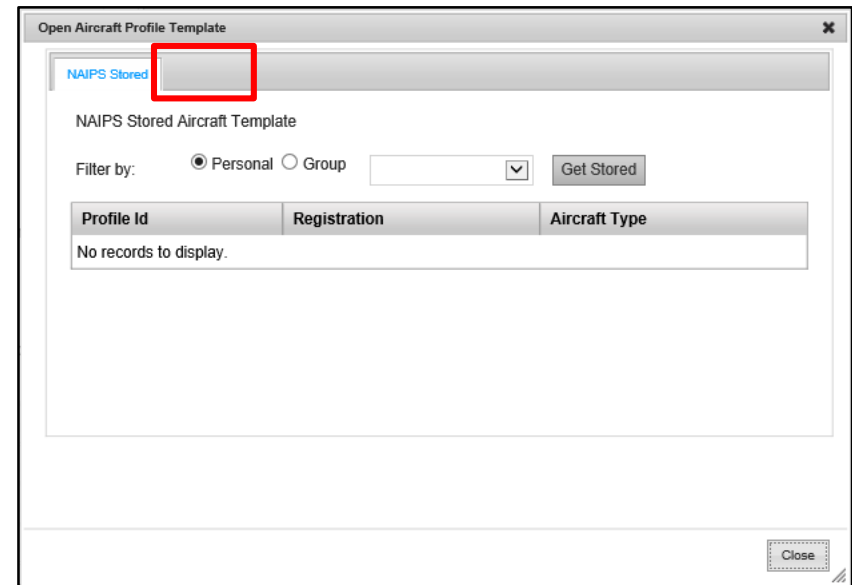 Open Aircraft Profile Template
NAIPS Stored
NAIPS Stored Aircraft Template
Filter by: Personal Group Get Stored
Profile Id Registration Aircraft Type
No records to display.
Close